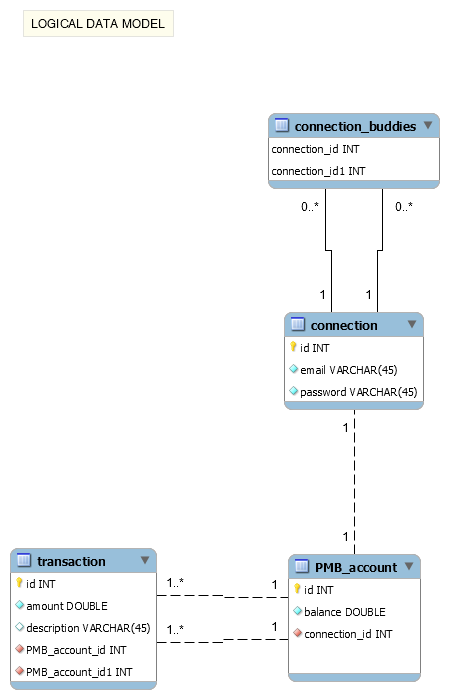 LOGICAL DATA MODEL
connection_buddies
connection_id INT
connection_id1 INT
0..* 0..*
1 1
connection
id INT
email VARCHAR(45)
password VARCHAR(45)
1
1
transaction
id INT
amount DOUBLE
description VARCHAR(45)
PMB_account_id INT
PMB_account_id1 INT
1..* 1
1..* 1
PMB_account
id INT
balance DOUBLE
connection_id INT